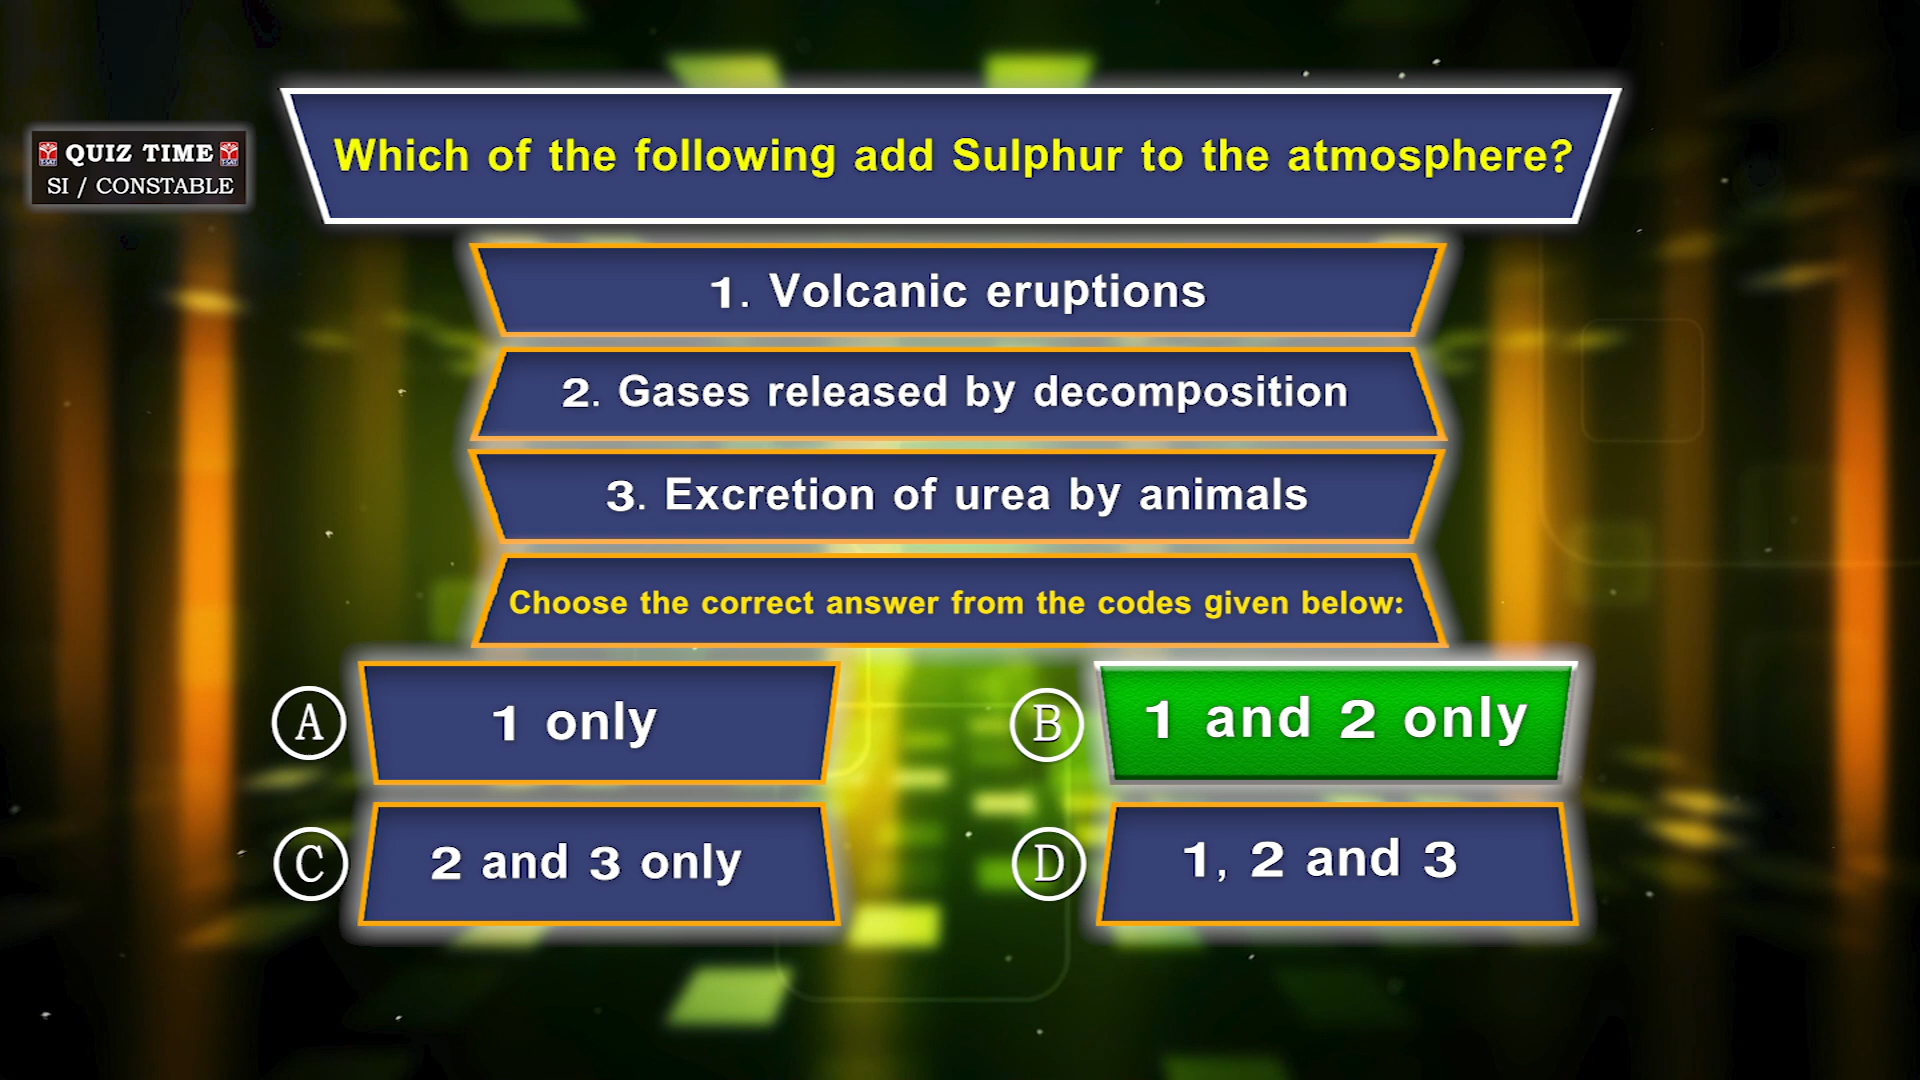 QUIZ TIME
SI / CONSTABLE
Which of the following add Sulphur to the atmosphere?
1. Volcanic eruptions
2. Gases released by decomposition
3. Excretion of urea by animals
Choose the correct answer from the codes given below:
A 1 only
B 1 and 2 only
C 2 and 3 only
D 1, 2 and 3